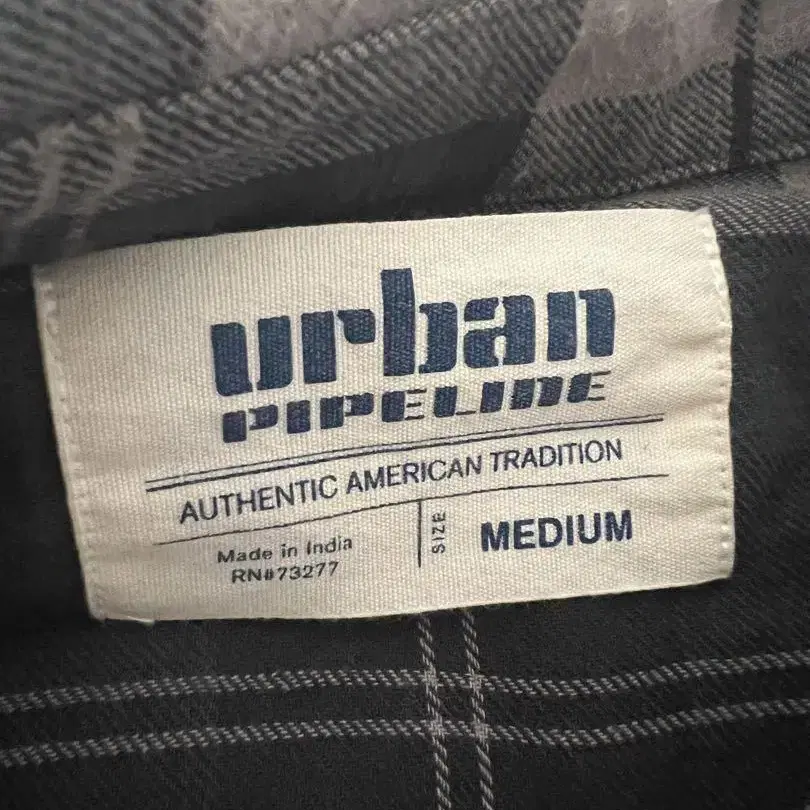 urban
PIPELINE
AUTHENTIC AMERICAN TRADITION
Made in India
RN#73277
SIZE
MEDIUM